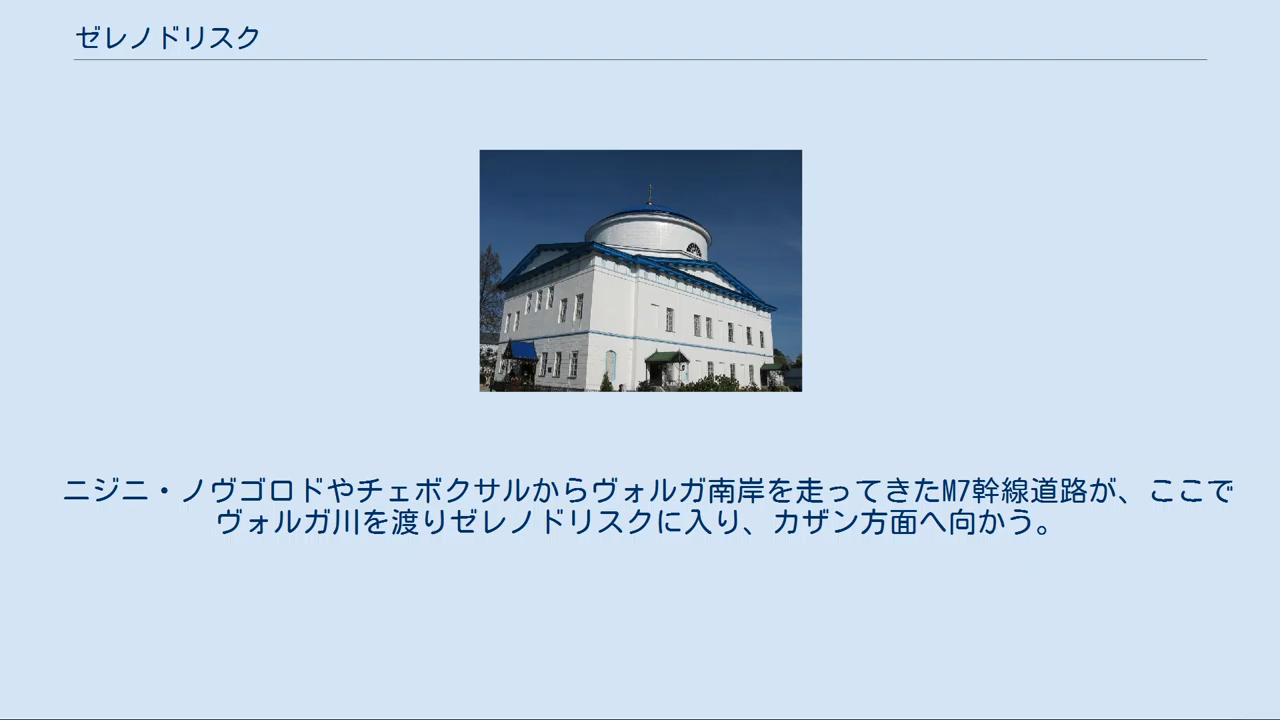 ゼレノドリスク
ニジニ・ノヴゴロドやチェボクサルからヴォルガ南岸を走ってきたM7幹線道路が、ここで
ヴォルガ川を渡りゼレノドリスクに入り、カザン方面へ向かう。